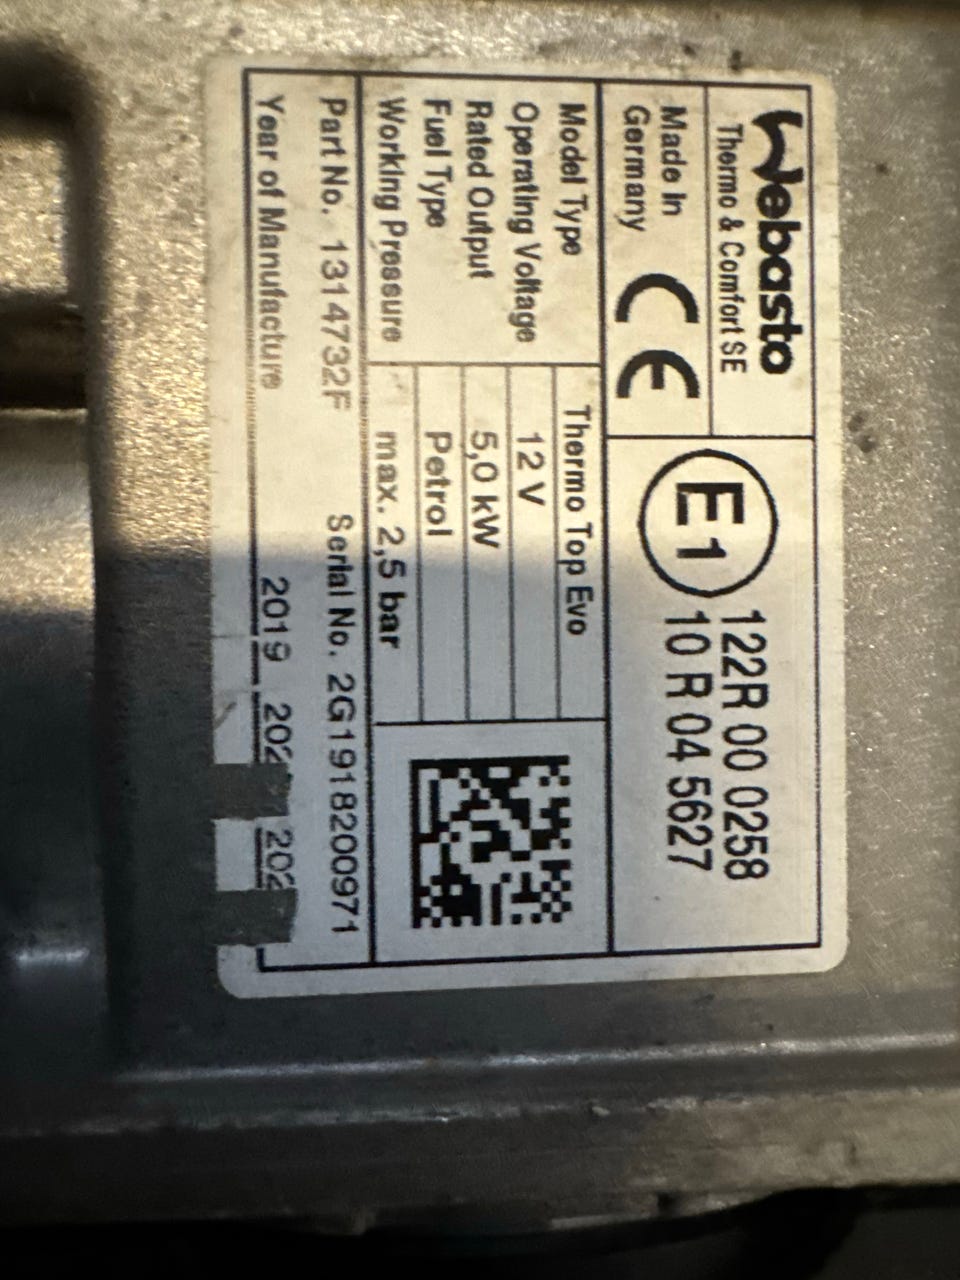 Webasto
Thermo & Comfort SE
Made in
Germany
CE
E1
122R 00 0258
10 R 04 5627
Model Type Thermo Top Evo
Operating Voltage 12 V
Rated Output 5,0 kW
Fuel Type Petrol
Working Pressure max. 2,5 bar
Part No. 1314732F Serial No. 2G1918200971
Year of Manufacture 2019